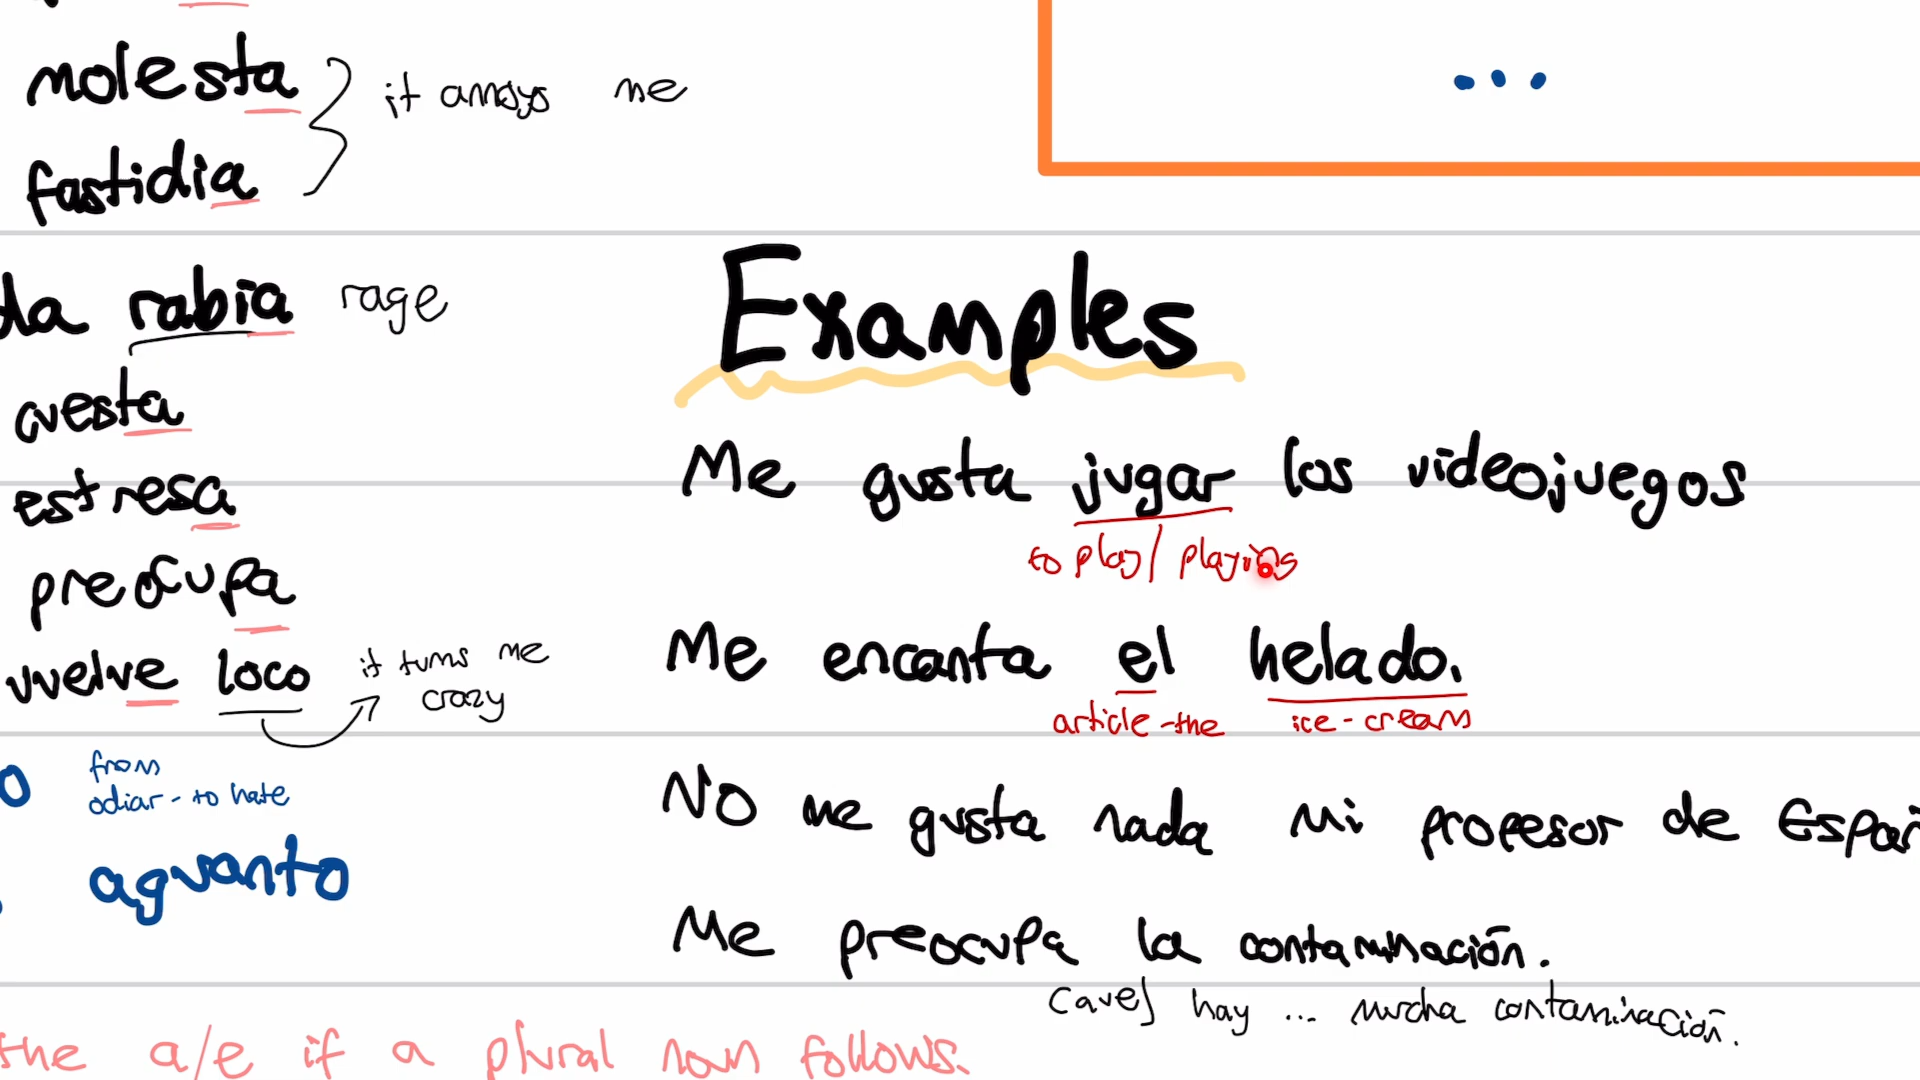 molesta
it annoys me
fastidia
da rabia rage
cuesta
estresa
preocupa
vuelve loco it turns me crazy
from
odiar - to hate
aguanto
the a/e if a plural noun follows.
...
Examples
Me gusta jugar los videojuegos
to play/ playing
Me encanta el helado.
article - the ice - cream
No me gusta nada mi profesor de Españ
Me preocupa la contaminación.
hay ... mucha contaminación.